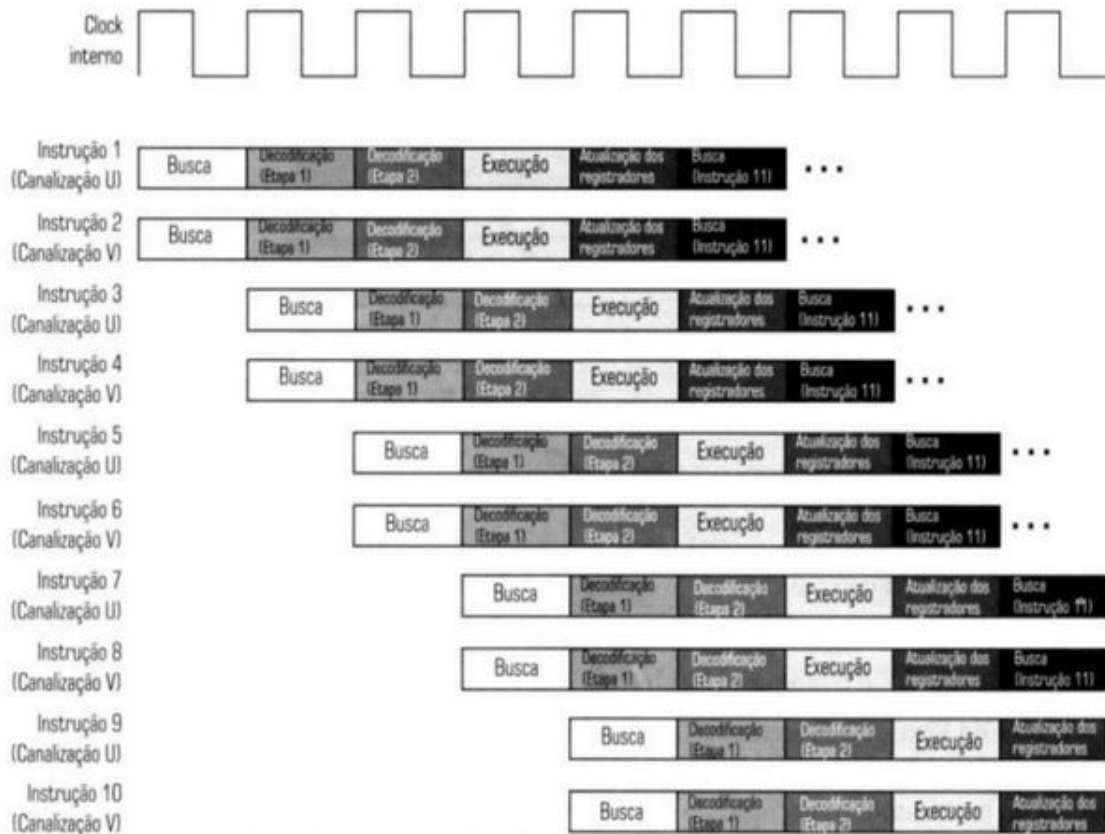 Clock
interno
Instrução 1
(Canalização U)
Busca
Decodificação
(Etapa 1)
Decodificação
(Etapa 2)
Execução
Atualização dos
registradores
Busca
(Instrução 11)
...
Instrução 2
(Canalização V)
Busca
Decodificação
(Etapa 1)
Decodificação
(Etapa 2)
Execução
Atualização dos
registradores
Busca
(Instrução 11)
...
Instrução 3
(Canalização U)
Busca
Decodificação
(Etapa 1)
Decodificação
(Etapa 2)
Execução
Atualização dos
registradores
Busca
(Instrução 11)
...
Instrução 4
(Canalização V)
Busca
Decodificação
(Etapa 1)
Decodificação
(Etapa 2)
Execução
Atualização dos
registradores
Busca
(Instrução 11)
...
Instrução 5
(Canalização U)
Busca
Decodificação
(Etapa 1)
Decodificação
(Etapa 2)
Execução
Atualização dos
registradores
Busca
(Instrução 11)
...
Instrução 6
(Canalização V)
Busca
Decodificação
(Etapa 1)
Decodificação
(Etapa 2)
Execução
Atualização dos
registradores
Busca
(Instrução 11)
...
Instrução 7
(Canalização U)
Busca
Decodificação
(Etapa 1)
Decodificação
(Etapa 2)
Execução
Atualização dos
registradores
Busca
(Instrução 11)
Instrução 8
(Canalização V)
Busca
Decodificação
(Etapa 1)
Decodificação
(Etapa 2)
Execução
Atualização dos
registradores
Busca
(Instrução 11)
Instrução 9
(Canalização U)
Busca
Decodificação
(Etapa 1)
Decodificação
(Etapa 2)
Execução
Atualização dos
registradores
Instrução 10
(Canalização V)
Busca
Decodificação
(Etapa 1)
Decodificação
(Etapa 2)
Execução
Atualização dos
registradores